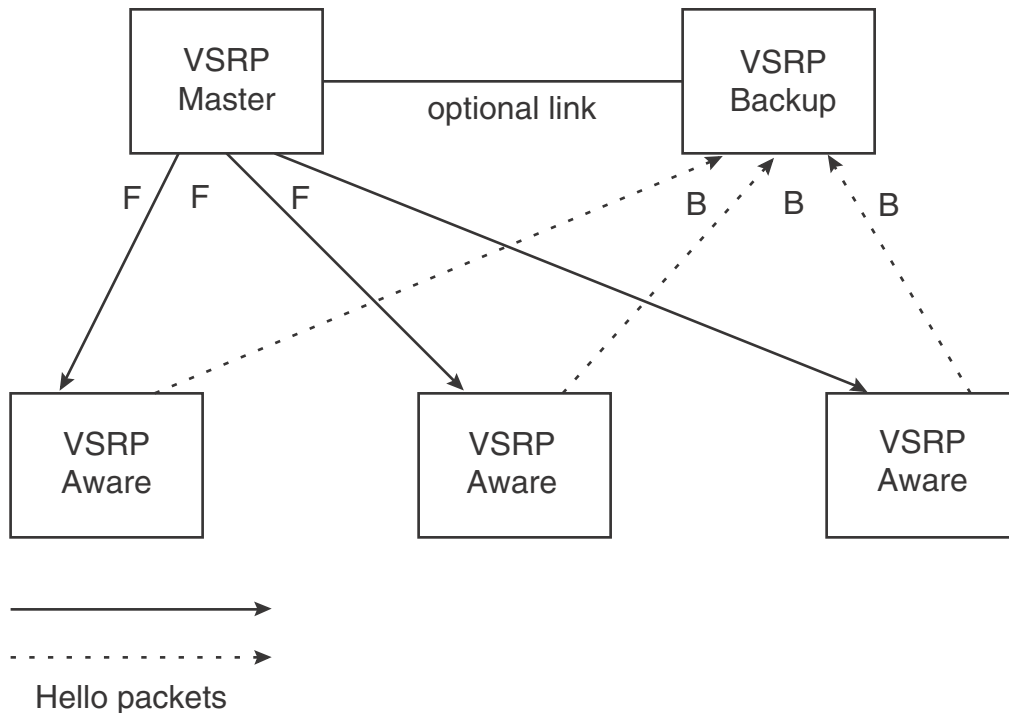 VSRP
Master
VSRP
Backup
optional link
F
F
F
B
B
B
VSRP
Aware
VSRP
Aware
VSRP
Aware
Hello packets